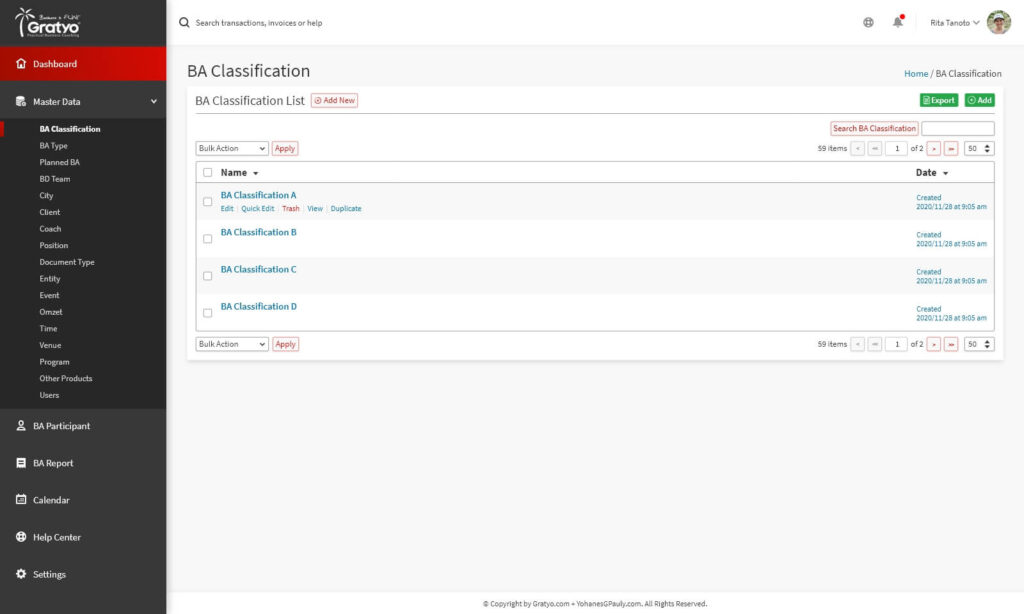 Business & FUN!
Gratyo
Practical Business Coaching
Search transactions, invoices or help
Rita Tanoto
Dashboard
Master Data
BA Classification
BA Type
Planned BA
BD Team
City
Client
Coach
Position
Document Type
Entity
Event
Omzet
Time
Venue
Program
Other Products
Users
BA Participant
BA Report
Calendar
Help Center
Settings
BA Classification
Home / BA Classification
BA Classification List Add New
Export Add
Search BA Classification
Bulk Action Apply
59 items < << 1 of 2 > >> 50
Name Date
BA Classification A
Edit | Quick Edit | Trash | View | Duplicate
Created
2020/11/28 at 9:05 am
BA Classification B
Created
2020/11/28 at 9:05 am
BA Classification C
Created
2020/11/28 at 9:05 am
BA Classification D
Created
2020/11/28 at 9:05 am
Bulk Action Apply
59 items < << 1 of 2 > >> 50
© Copyright by Gratyo.com - YohanesGPauly.com. All Rights Reserved.